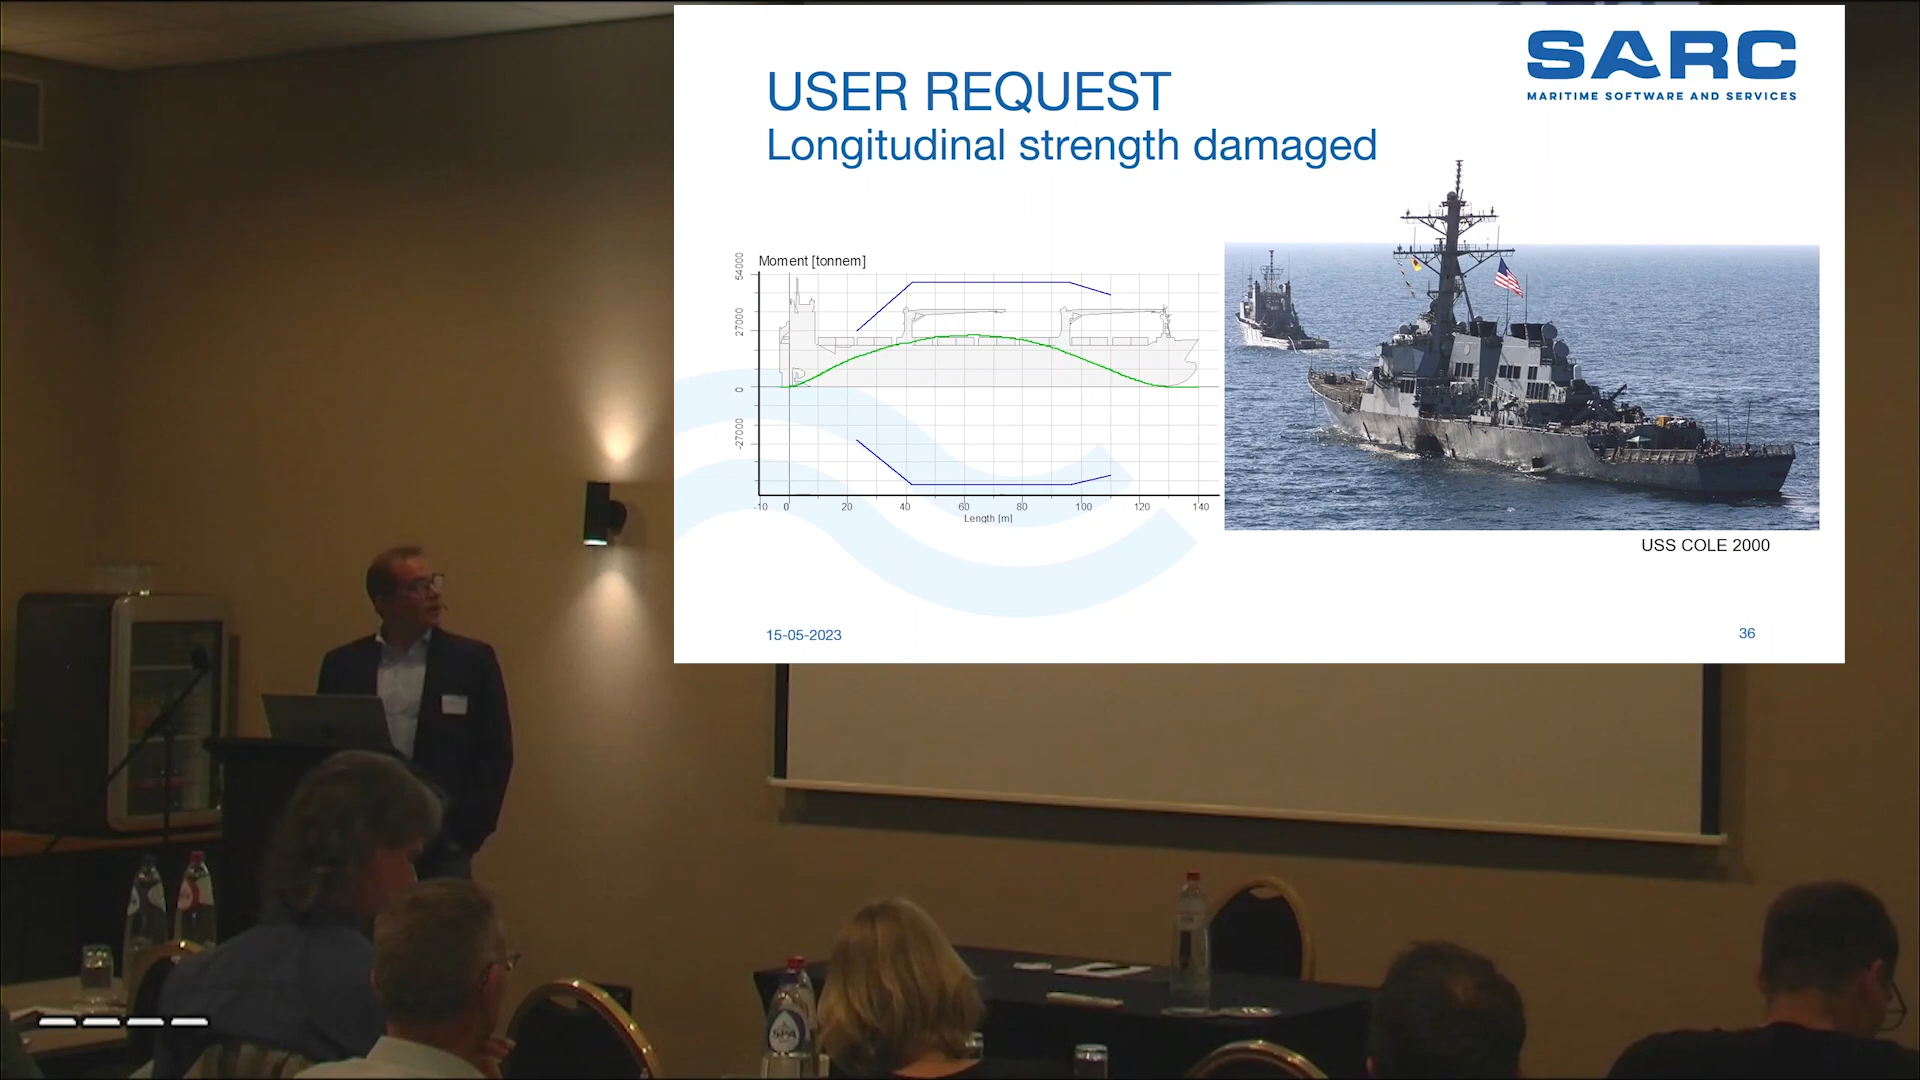 SARC
MARITIME SOFTWARE AND SERVICES
USER REQUEST
Longitudinal strength damaged
Moment [tonnem]
54000
27000
0
-27000
-10 0 20 40 60 80 100 120 140
Length [m]
USS COLE 2000
15-05-2023
36
SPA